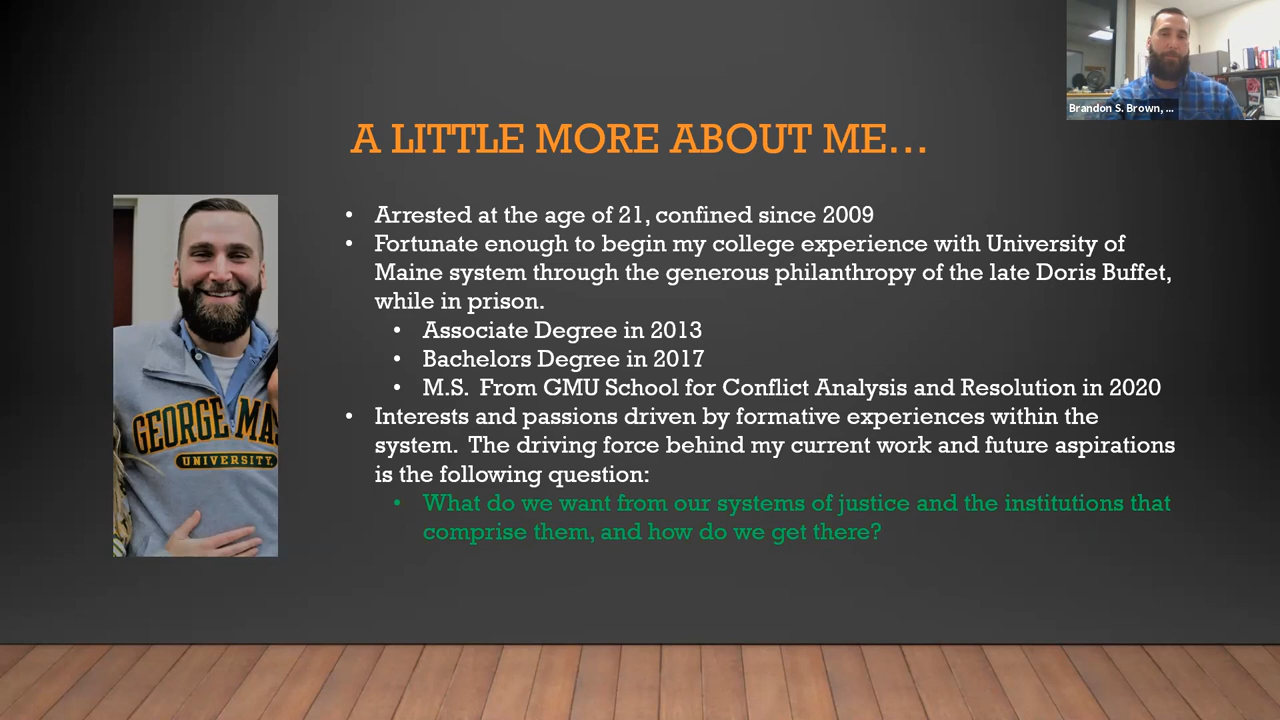 Brandon S. Brown, ...
A LITTLE MORE ABOUT ME...
• Arrested at the age of 21, confined since 2009
• Fortunate enough to begin my college experience with University of
Maine system through the generous philanthropy of the late Doris Buffet,
while in prison.
• Associate Degree in 2013
• Bachelors Degree in 2017
• M.S. From GMU School for Conflict Analysis and Resolution in 2020
• Interests and passions driven by formative experiences within the
system. The driving force behind my current work and future aspirations
is the following question:
• What do we want from our systems of justice and the institutions that
comprise them, and how do we get there?
GEORGE MA
UNIVERSITY